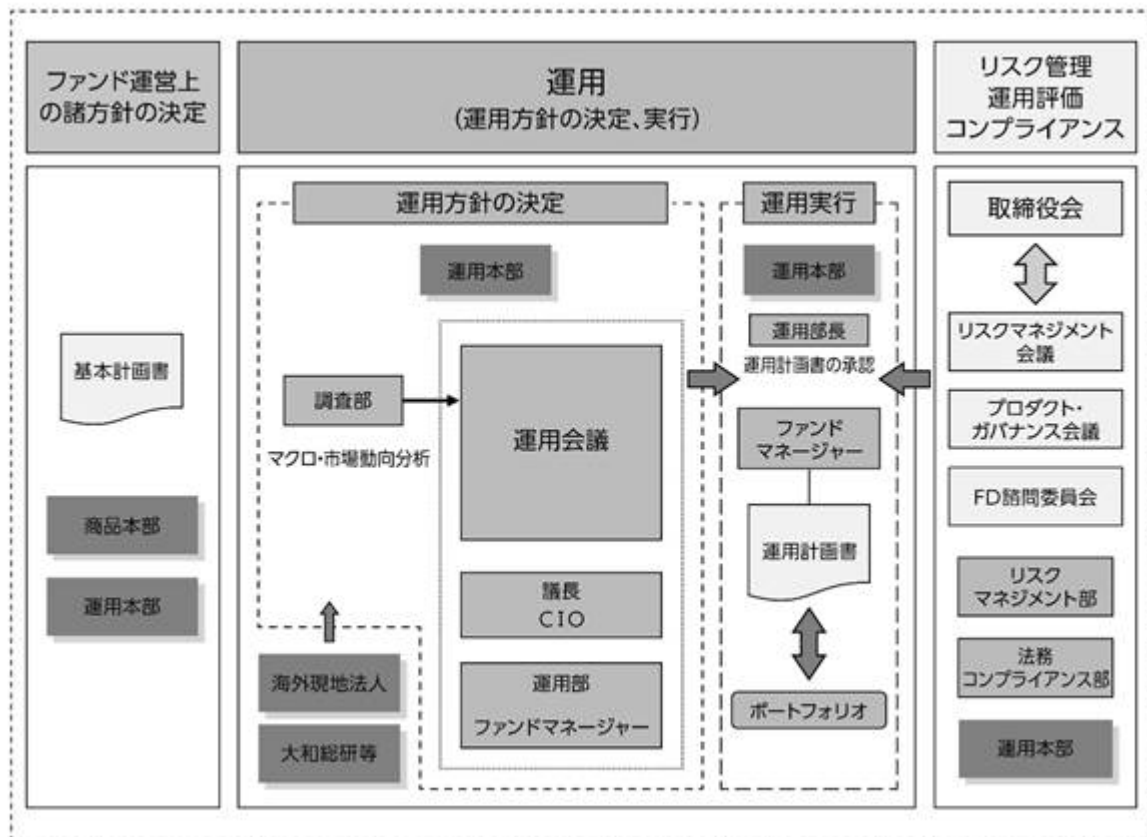 ファンド運営上
の諸方針の決定
運用
(運用方針の決定、実行)
リスク管理
運用評価
コンプライアンス
基本計画書
商品本部
運用本部
運用方針の決定
運用本部
調査部
マクロ・市場動向分析
運用会議
議長
CIO
運用部
ファンドマネージャー
海外現地法人
大和総研等
運用実行
運用本部
運用部長
運用計画書の承認
ファンド
マネージャー
運用計画書
ポートフォリオ
取締役会
リスクマネジメント
会議
プロダクト・
ガバナンス会議
FD諮問委員会
リスク
マネジメント部
法務
コンプライアンス部
運用本部